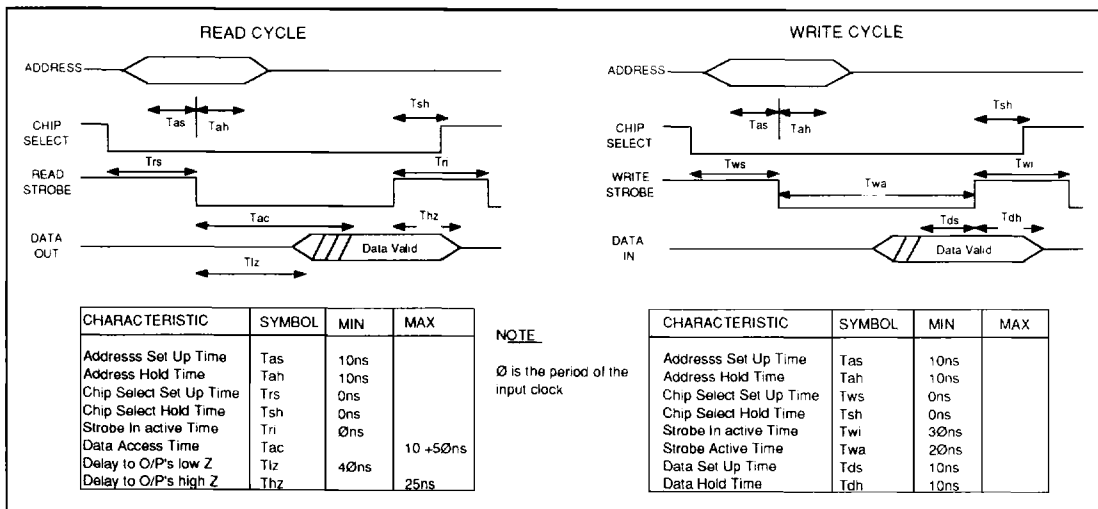 READ CYCLE
ADDRESS
Tas
Tah
Tsh
CHIP
SELECT
Trs
Tri
READ
STROBE
Tac
Thz
DATA
OUT
Data Valid
Tlz
CHARACTERISTIC SYMBOL MIN MAX
Addresss Set Up Time Tas 10ns
Address Hold Time Tah 10ns
Chip Select Set Up Time Trs 0ns
Chip Select Hold Time Tsh 0ns
Strobe In active Time Tri Øns
Data Access Time Tac 10 +5Øns
Delay to O/P's low Z Tlz 4Øns
Delay to O/P's high Z Thz 25ns
NOTE
Ø is the period of the
input clock
WRITE CYCLE
ADDRESS
Tas
Tah
Tsh
CHIP
SELECT
Tws
Twi
WRITE
STROBE
Twa
Tds
Tdh
DATA
IN
Data Valid
CHARACTERISTIC SYMBOL MIN MAX
Addresss Set Up Time Tas 10ns
Address Hold Time Tah 10ns
Chip Select Set Up Time Tws 0ns
Chip Select Hold Time Tsh 0ns
Strobe In active Time Twi 3Øns
Strobe Active Time Twa 2Øns
Data Set Up Time Tds 10ns
Data Hold Time Tdh 10ns